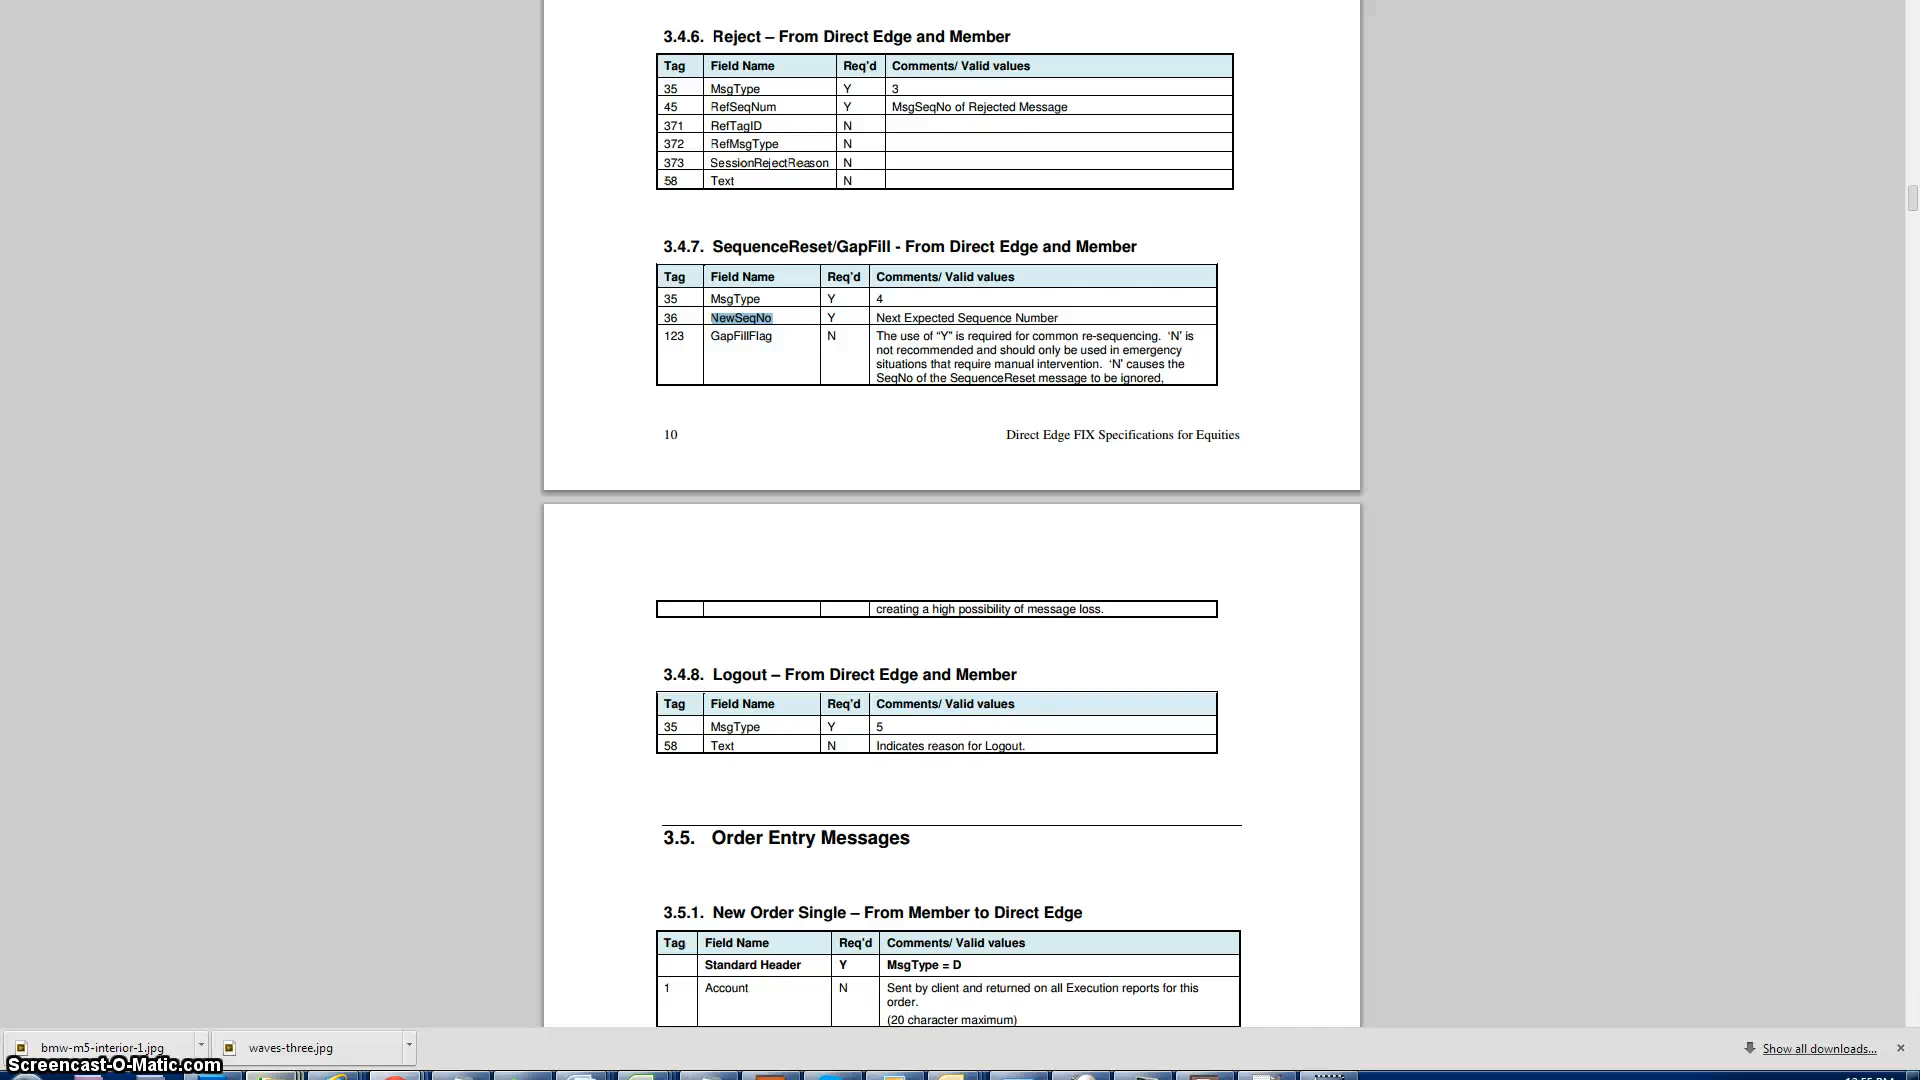 3.4.6. Reject – From Direct Edge and Member
Tag Field Name Req'd Comments/ Valid values
35 MsgType Y 3
45 RefSeqNum Y MsgSeqNo of Rejected Message
371 RefTagID N
372 RefMsgType N
373 SessionRejectReason N
58 Text N
3.4.7. SequenceReset/GapFill - From Direct Edge and Member
Tag Field Name Req'd Comments/ Valid values
35 MsgType Y 4
36 NewSeqNo Y Next Expected Sequence Number
123 GapFillFlag N The use of “Y” is required for common re-sequencing. ‘N’ is
not recommended and should only be used in emergency
situations that require manual intervention. ‘N’ causes the
SeqNo of the SequenceReset message to be ignored,
10 Direct Edge FIX Specifications for Equities
creating a high possibility of message loss.
3.4.8. Logout – From Direct Edge and Member
Tag Field Name Req'd Comments/ Valid values
35 MsgType Y 5
58 Text N Indicates reason for Logout.
3.5. Order Entry Messages
3.5.1. New Order Single – From Member to Direct Edge
Tag Field Name Req'd Comments/ Valid values
Standard Header Y MsgType = D
1 Account N Sent by client and returned on all Execution reports for this
order.
(20 character maximum)
bmw-m5-interior-1.jpg waves-three.jpg Show all downloads...
Screencast-O-Matic.com